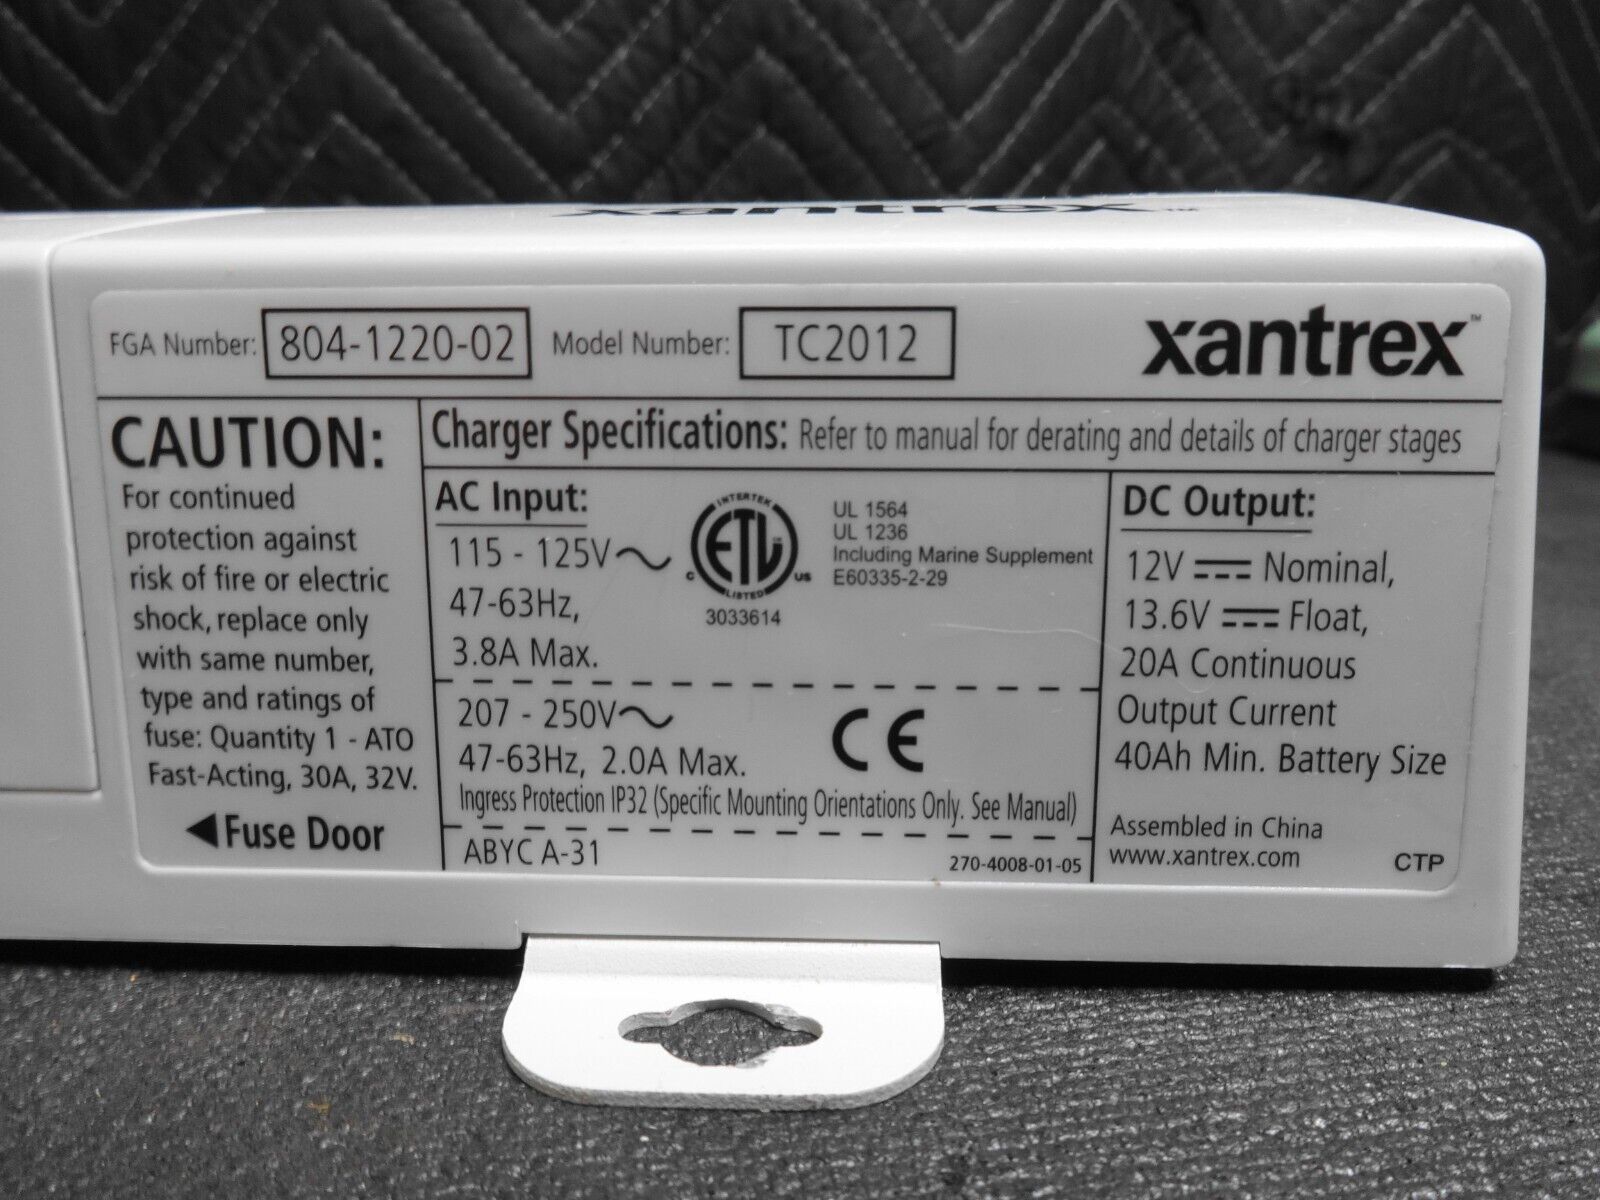 xantrex™
FGA Number: 804-1220-02 Model Number: TC2012 xantrex™
CAUTION:
For continued
protection against
risk of fire or electric
shock, replace only
with same number,
type and ratings of
fuse: Quantity 1 - ATO
Fast-Acting, 30A, 32V.
◀Fuse Door
Charger Specifications: Refer to manual for derating and details of charger stages
AC Input:
115 - 125V~
47-63Hz,
3.8A Max.
INTERTEK
ETL
C US
LISTED
3033614
UL 1564
UL 1236
Including Marine Supplement
E60335-2-29
207 - 250V~
47-63Hz, 2.0A Max.
CE
Ingress Protection IP32 (Specific Mounting Orientations Only. See Manual)
ABYC A-31
270-4008-01-05
DC Output:
12V ⎓ Nominal,
13.6V ⎓ Float,
20A Continuous
Output Current
40Ah Min. Battery Size
Assembled in China
www.xantrex.com CTP